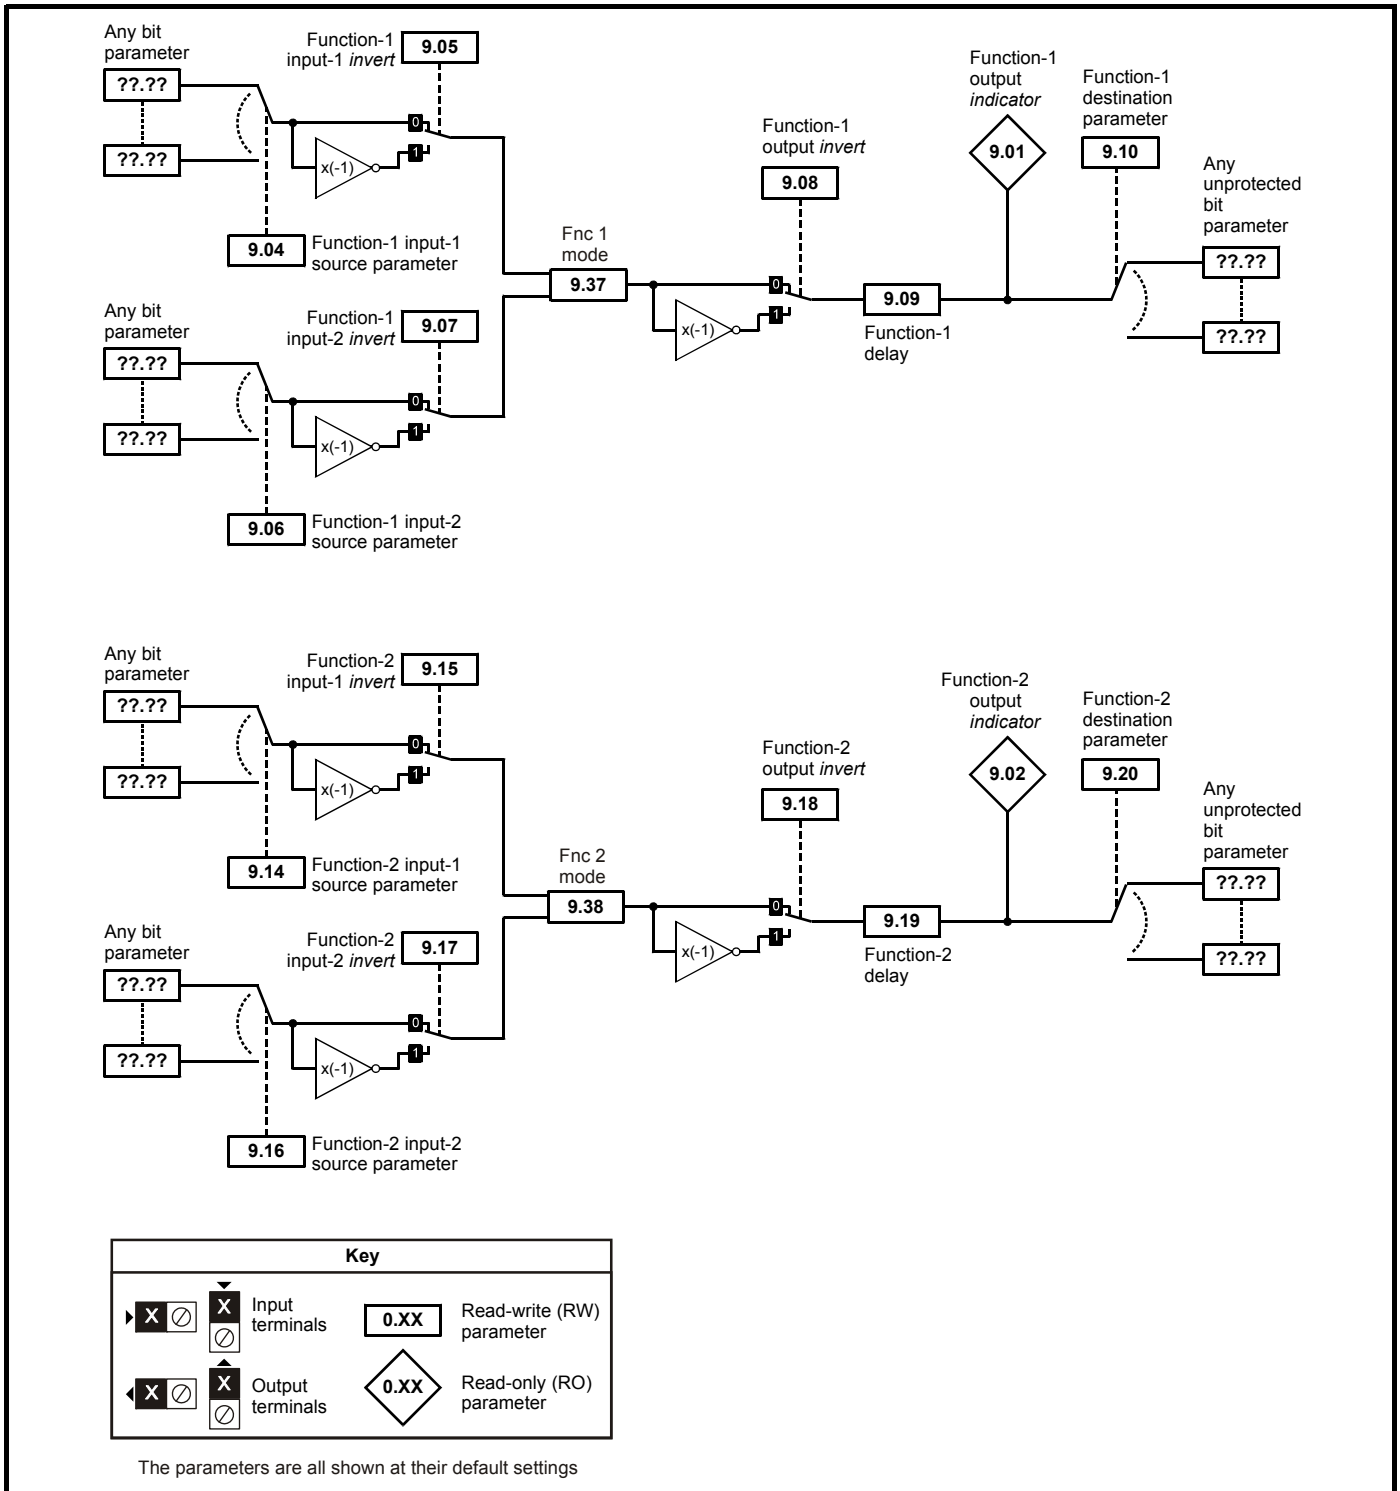 Any bit
parameter
??.??
??.??
Function-1
input-1 invert
9.05
0
1
x(-1)
9.04
Function-1 input-1
source parameter
Any bit
parameter
??.??
??.??
Function-1
input-2 invert
9.07
0
1
x(-1)
9.06
Function-1 input-2
source parameter
Fnc 1
mode
9.37
x(-1)
0
1
Function-1
output invert
9.08
9.09
Function-1
delay
Function-1
output
indicator
9.01
Function-1
destination
parameter
9.10
Any
unprotected
bit
parameter
??.??
??.??
Any bit
parameter
??.??
??.??
Function-2
input-1 invert
9.15
0
1
x(-1)
9.14
Function-2 input-1
source parameter
Any bit
parameter
??.??
??.??
Function-2
input-2 invert
9.17
0
1
x(-1)
9.16
Function-2 input-2
source parameter
Fnc 2
mode
9.38
x(-1)
0
1
Function-2
output invert
9.18
9.19
Function-2
delay
Function-2
output
indicator
9.02
Function-2
destination
parameter
9.20
Any
unprotected
bit
parameter
??.??
??.??
Key
X
X
Input
terminals
0.XX
Read-write (RW)
parameter
X
X
Output
terminals
0.XX
Read-only (RO)
parameter
The parameters are all shown at their default settings